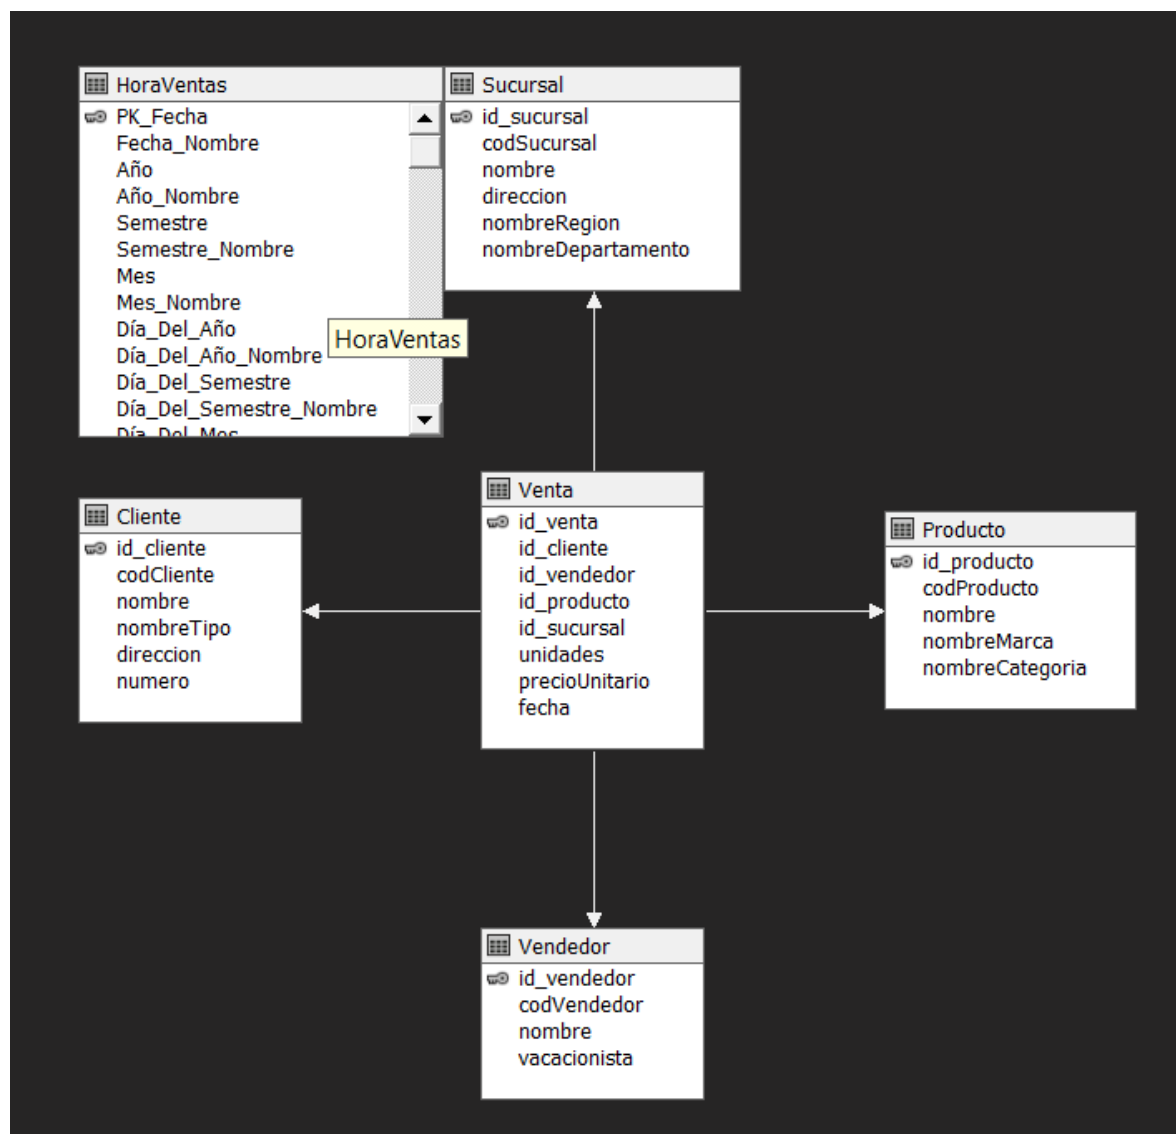 HoraVentas
PK_Fecha
Fecha_Nombre
Año
Año_Nombre
Semestre
Semestre_Nombre
Mes
Mes_Nombre
Día_Del_Año
Día_Del_Año_Nombre
Día_Del_Semestre
Día_Del_Semestre_Nombre
Día_Del_Mes
HoraVentas
Sucursal
id_sucursal
codSucursal
nombre
direccion
nombreRegion
nombreDepartamento
Cliente
id_cliente
codCliente
nombre
nombreTipo
direccion
numero
Venta
id_venta
id_cliente
id_vendedor
id_producto
id_sucursal
unidades
precioUnitario
fecha
Producto
id_producto
codProducto
nombre
nombreMarca
nombreCategoria
Vendedor
id_vendedor
codVendedor
nombre
vacacionista